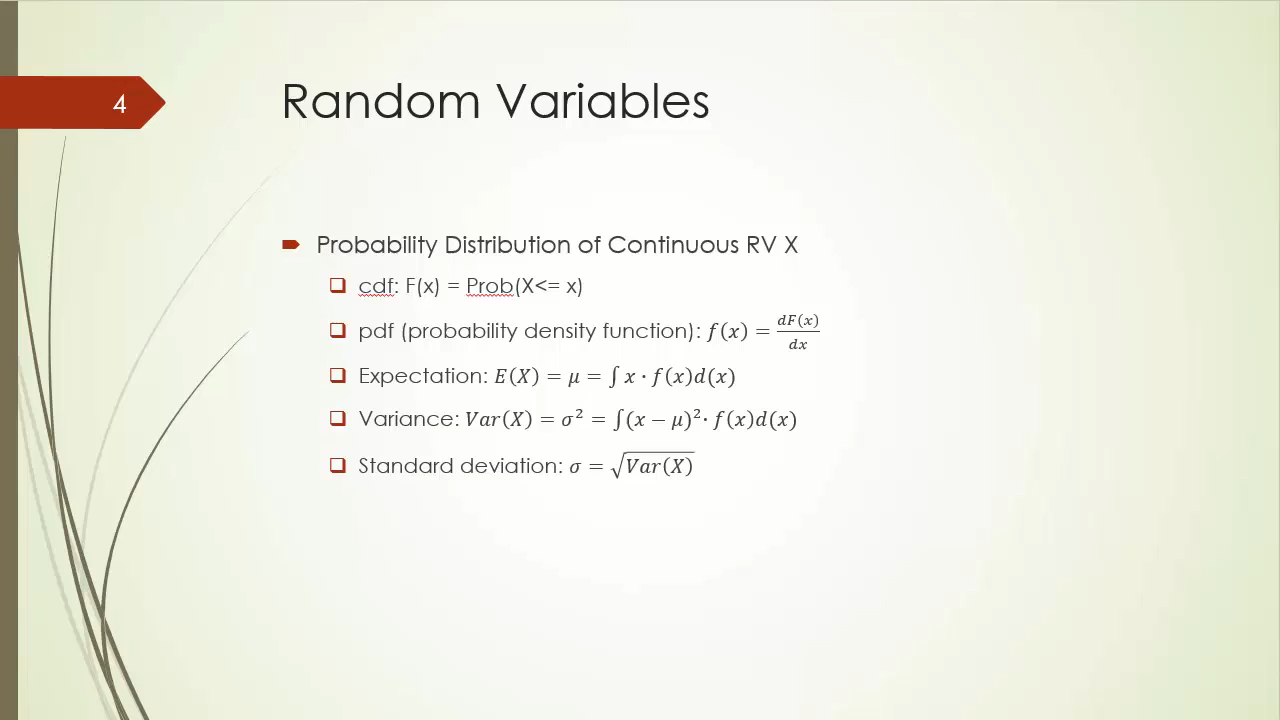 4
Random Variables
Probability Distribution of Continuous RV X
cdf: F(x) = Prob(X<= x)
pdf (probability density function): f(x) = dF(x)/dx
Expectation: E(X) = μ = ∫ x · f(x)d(x)
Variance: Var(X) = σ² = ∫(x − μ)²· f(x)d(x)
Standard deviation: σ = √Var(X)